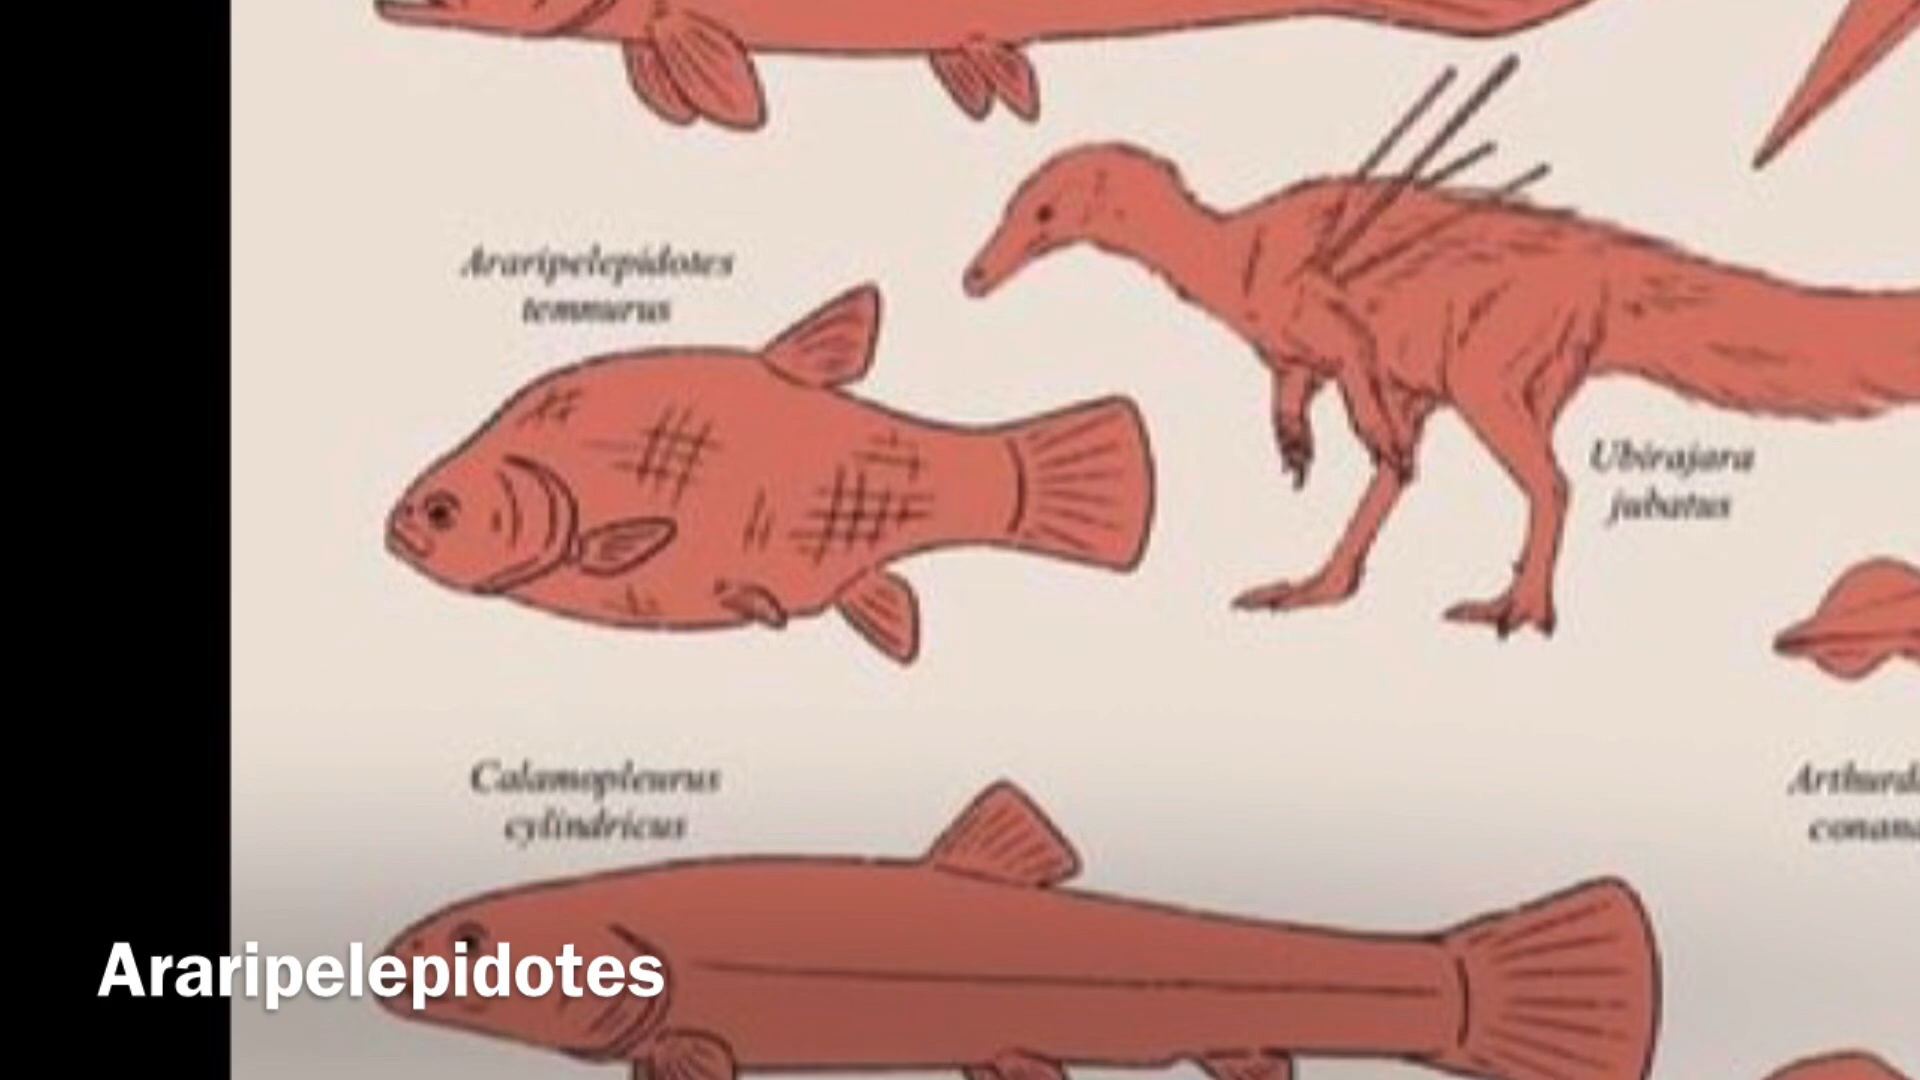 Araripelepidotes
temnurus
Ubirajara
jubatus
Calamopleurus
cylindricus
Araripelepidotes